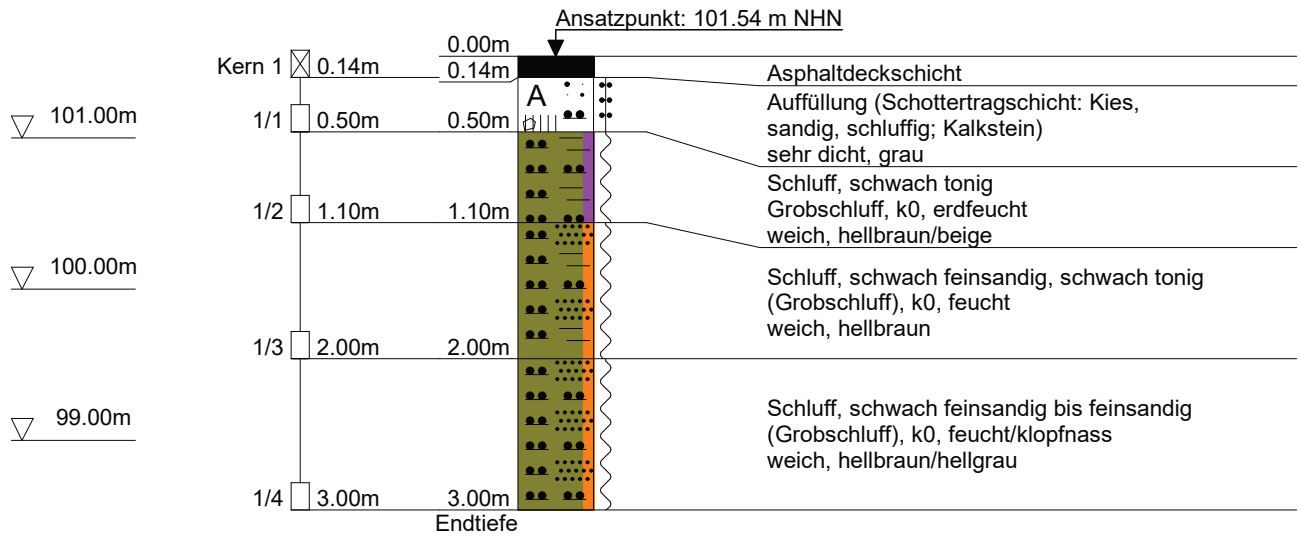 Ansatzpunkt: 101.54 m NHN
0.00m
Kern 1 0.14m 0.14m
Asphaltdeckschicht
101.00m
1/1 0.50m 0.50m
A
Auffüllung (Schottertragschicht: Kies,
sandig, schluffig; Kalkstein)
sehr dicht, grau
1/2 1.10m 1.10m
Schluff, schwach tonig
Grobschluff, k0, erdfeucht
weich, hellbraun/beige
100.00m
1/3 2.00m 2.00m
Schluff, schwach feinsandig, schwach tonig
(Grobschluff), k0, feucht
weich, hellbraun
99.00m
1/4 3.00m 3.00m
Endtiefe
Schluff, schwach feinsandig bis feinsandig
(Grobschluff), k0, feucht/klopfnass
weich, hellbraun/hellgrau